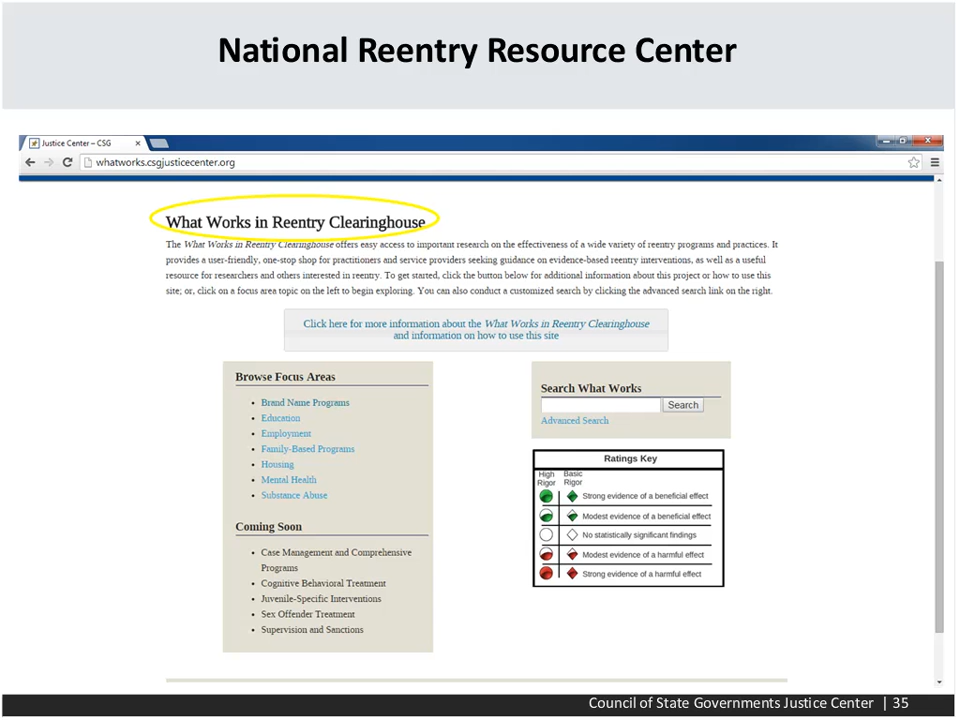 National Reentry Resource Center
Justice Center – CSG
whatworks.csgjusticecenter.org
What Works in Reentry Clearinghouse
The What Works in Reentry Clearinghouse offers easy access to important research on the effectiveness of a wide variety of reentry programs and practices. It
provides a user-friendly, one-stop shop for practitioners and service providers seeking guidance on evidence-based reentry interventions, as well as a useful
resource for researchers and others interested in reentry. To get started, click the button below for additional information about this project or how to use this
site; or, click on a focus area topic on the left to begin exploring. You can also conduct a customized search by clicking the advanced search link on the right.
Click here for more information about the What Works in Reentry Clearinghouse
and information on how to use this site
Browse Focus Areas
• Brand Name Programs
• Education
• Employment
• Family-Based Programs
• Housing
• Mental Health
• Substance Abuse
Coming Soon
• Case Management and Comprehensive
Programs
• Cognitive Behavioral Treatment
• Juvenile-Specific Interventions
• Sex Offender Treatment
• Supervision and Sanctions
Search What Works
Search
Advanced Search
Ratings Key
High Rigor Basic Rigor
Strong evidence of a beneficial effect
Modest evidence of a beneficial effect
No statistically significant findings
Modest evidence of a harmful effect
Strong evidence of a harmful effect
Council of State Governments Justice Center | 35